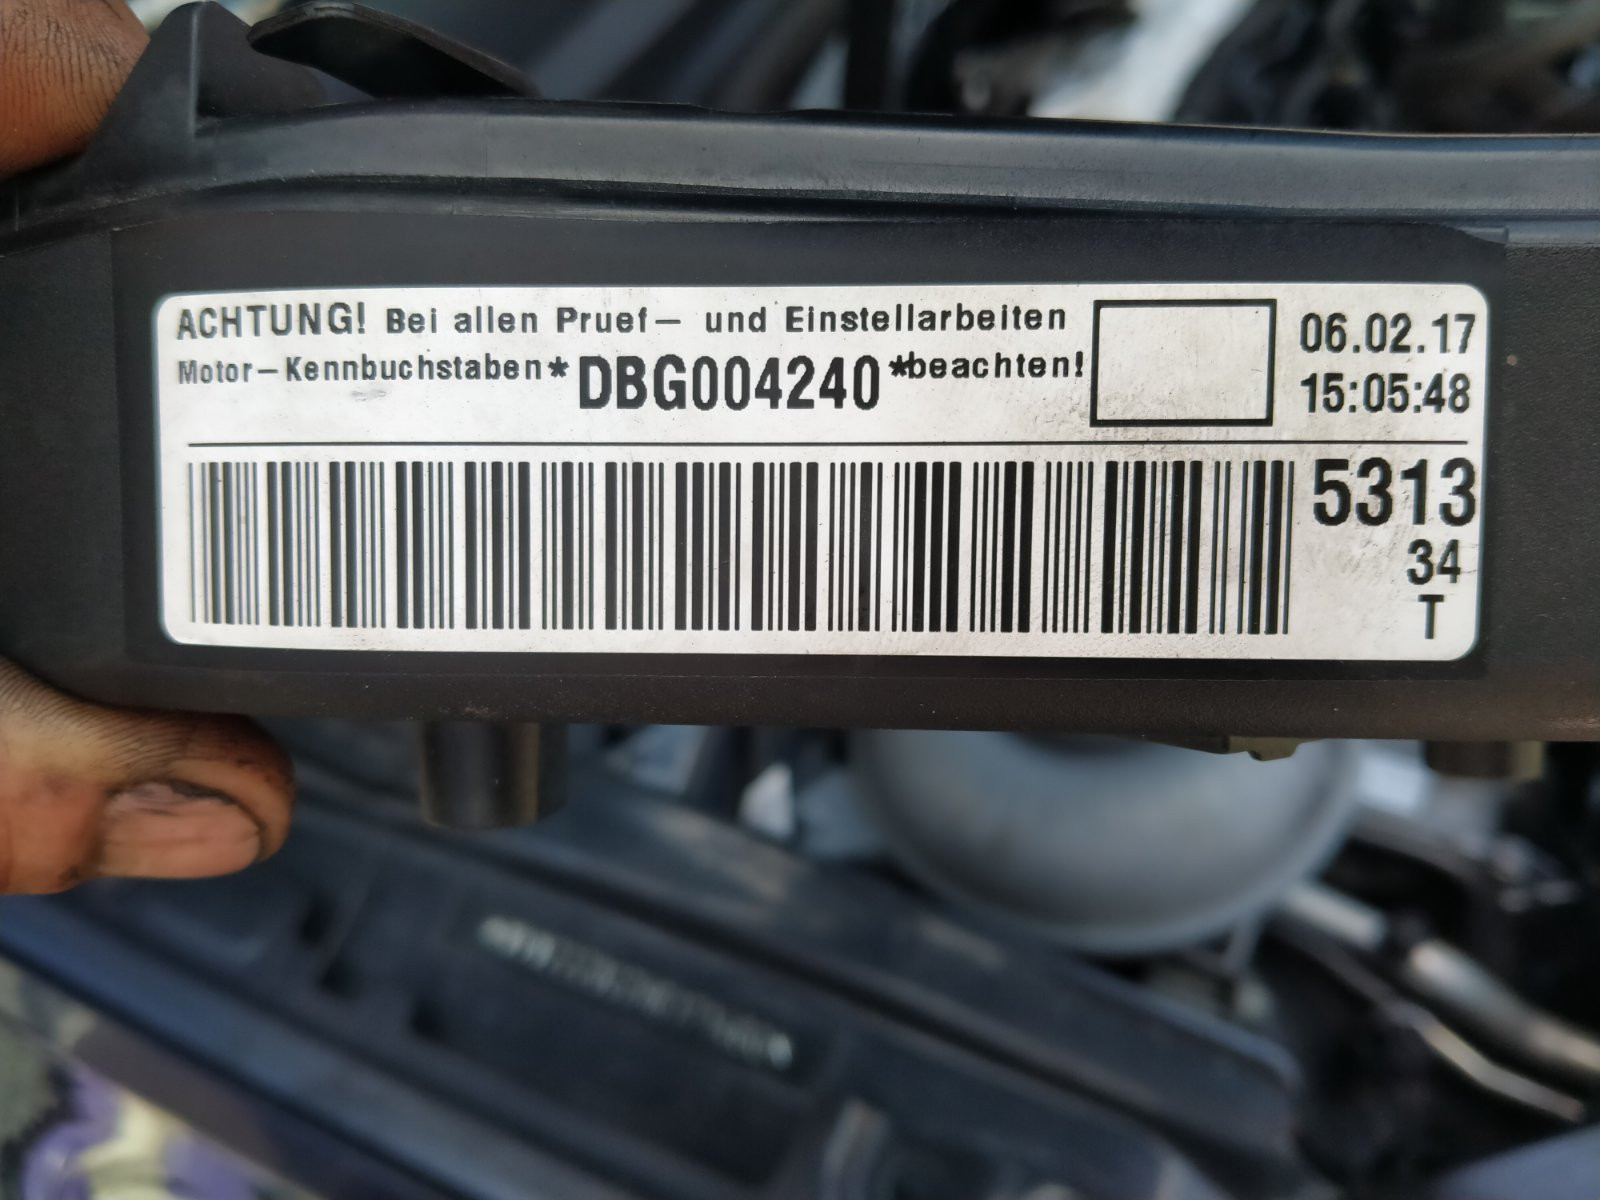 ACHTUNG! Bei allen Pruef- und Einstellarbeiten
Motor-Kennbuchstaben*DBG004240*beachten!
06.02.17
15:05:48
5313
34
T